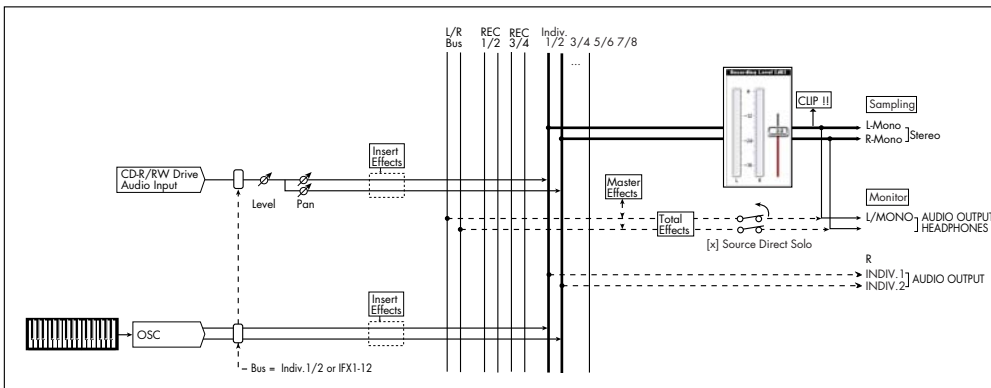 L/R REC REC Indiv.
Bus 1/2 3/4 1/2 3/4 5/6 7/8
...
Recording Level [dB]
CLIP !!
Sampling
L-Mono
R-Mono
Stereo
Insert
Effects
CD-R/RW Drive
Audio Input
Level
Pan
Master
Effects
Monitor
Total
Effects
L/MONO
AUDIO OUTPUT
HEADPHONES
[x] Source Direct Solo
R
INDIV.1
INDIV.2
AUDIO OUTPUT
Insert
Effects
OSC
Bus = Indiv.1/2 or IFX1-12
L R